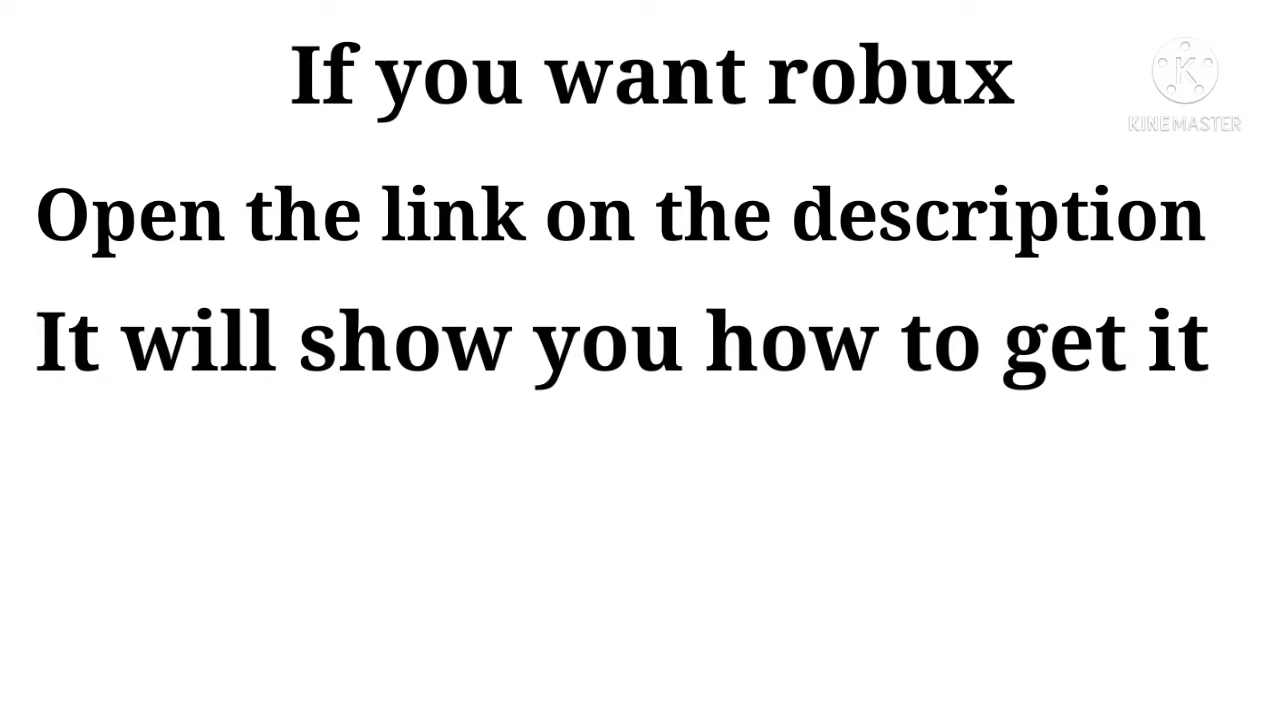 If you want robux
KINEMASTER
Open the link on the description
It will show you how to get it